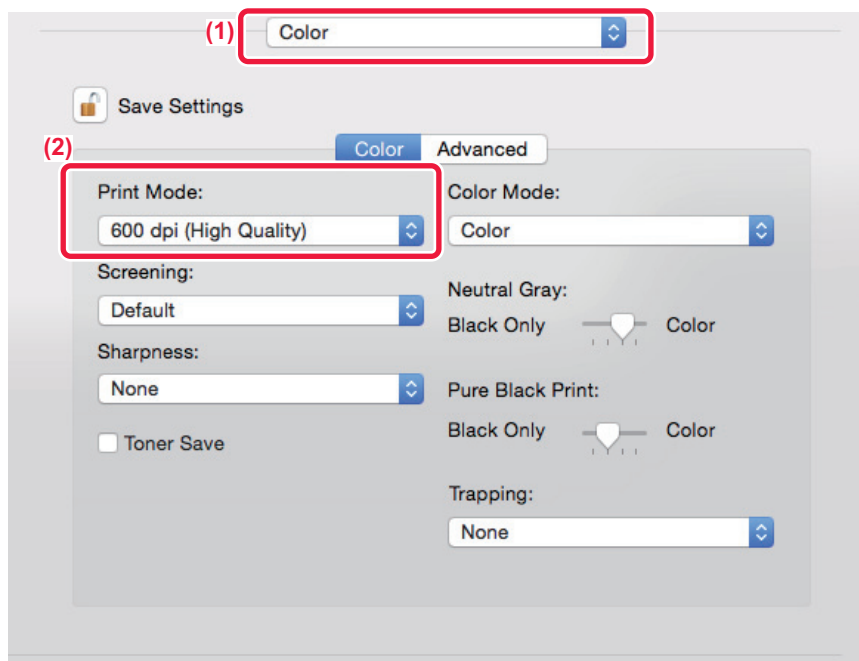 (1)
Color
Save Settings
(2)
Color Advanced
Print Mode:
600 dpi (High Quality)
Screening:
Default
Sharpness:
None
Toner Save
Color Mode:
Color
Neutral Gray:
Black Only Color
Pure Black Print:
Black Only Color
Trapping:
None